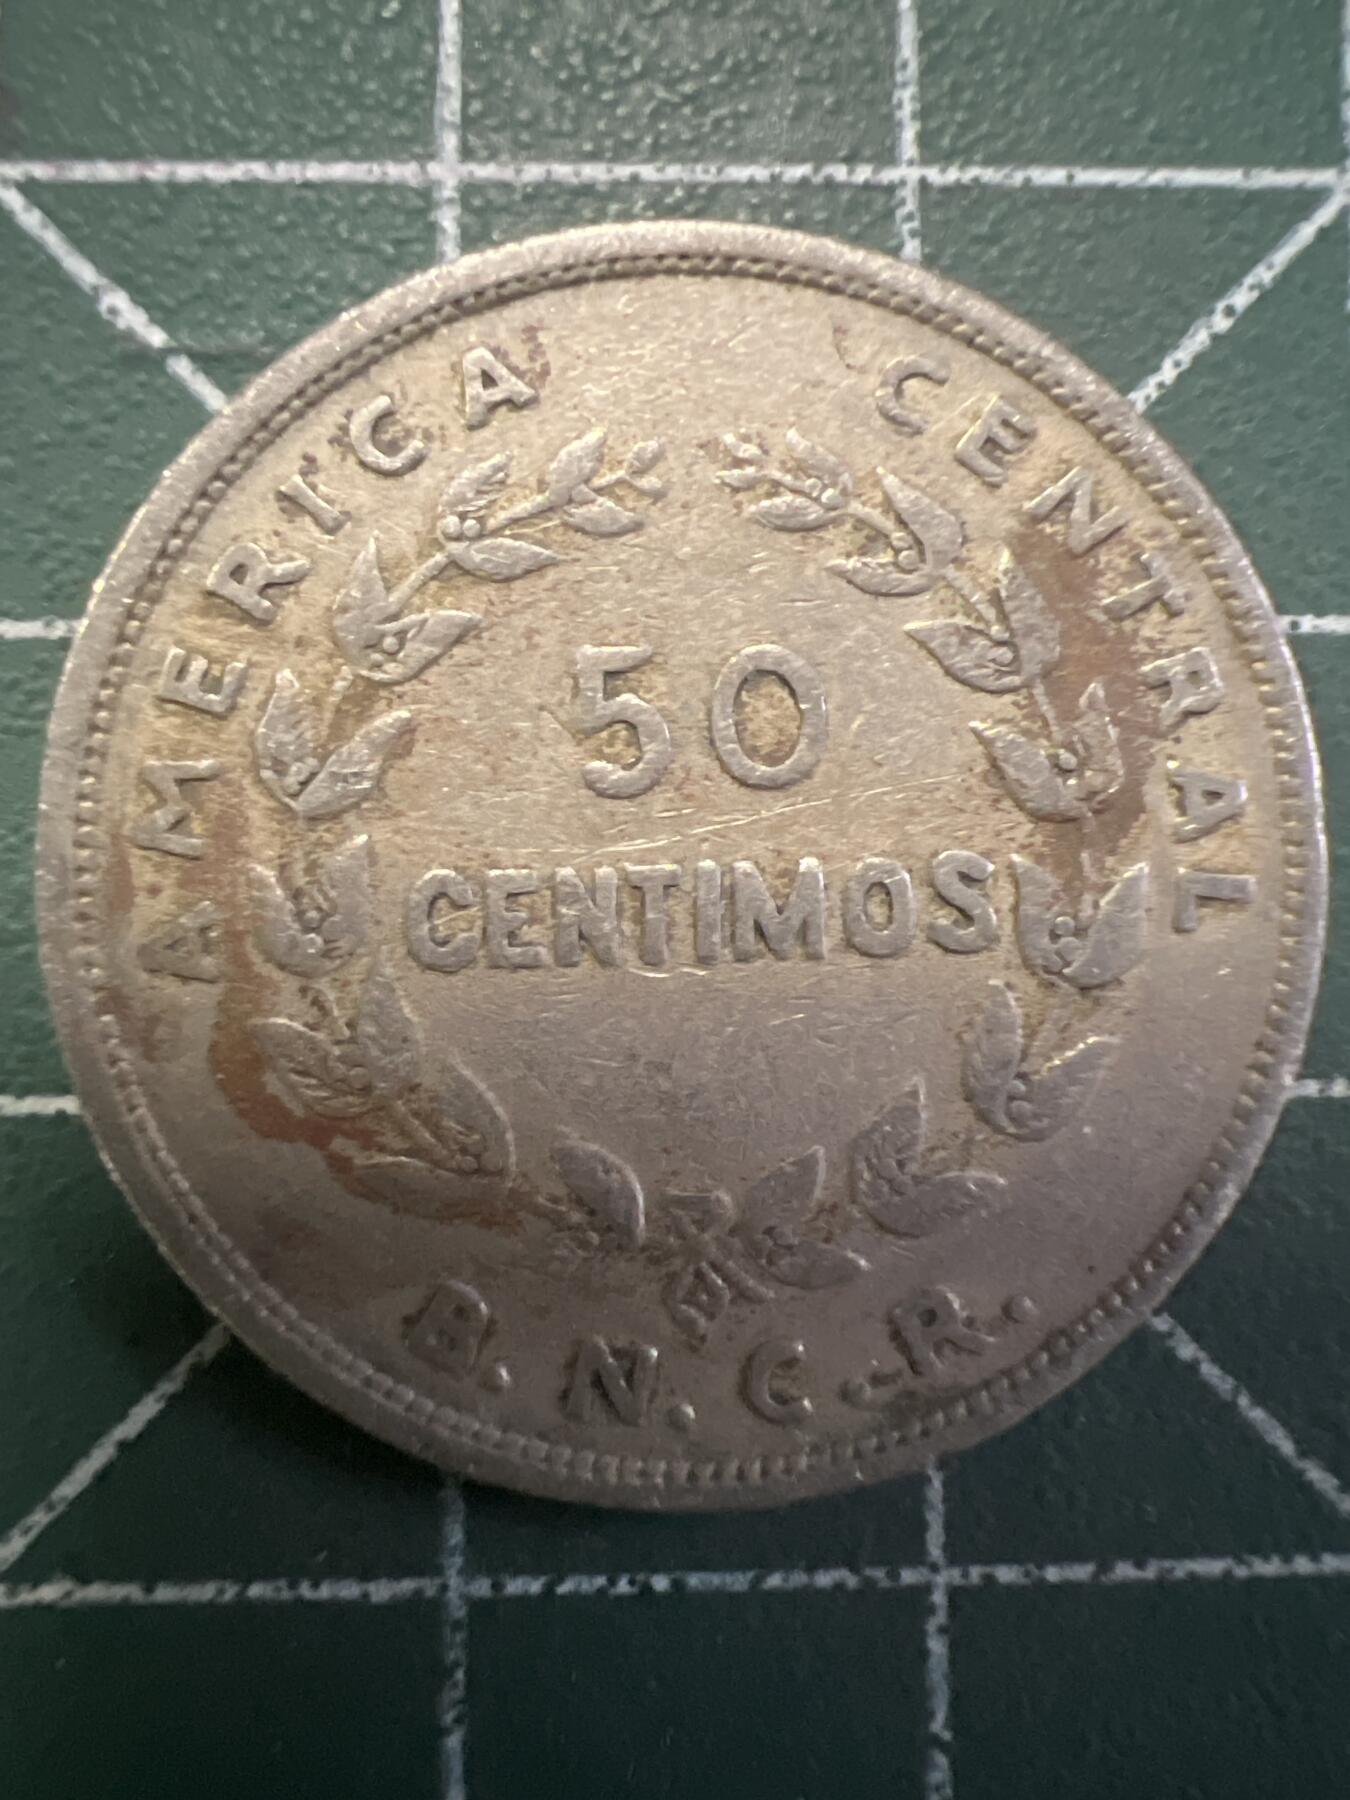 AMERICA CENTRAL
50
CENTIMOS
B. N. C. R.